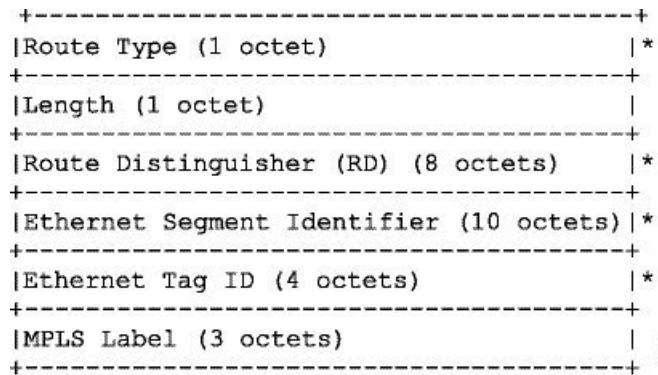 +-------------------------------------+
|Route Type (1 octet)                 |*
+-------------------------------------+
|Length (1 octet)                     |
+-------------------------------------+
|Route Distinguisher (RD) (8 octets)  |*
+-------------------------------------+
|Ethernet Segment Identifier (10 octets)|*
+-------------------------------------+
|Ethernet Tag ID (4 octets)           |*
+-------------------------------------+
|MPLS Label (3 octets)                |
+-------------------------------------+